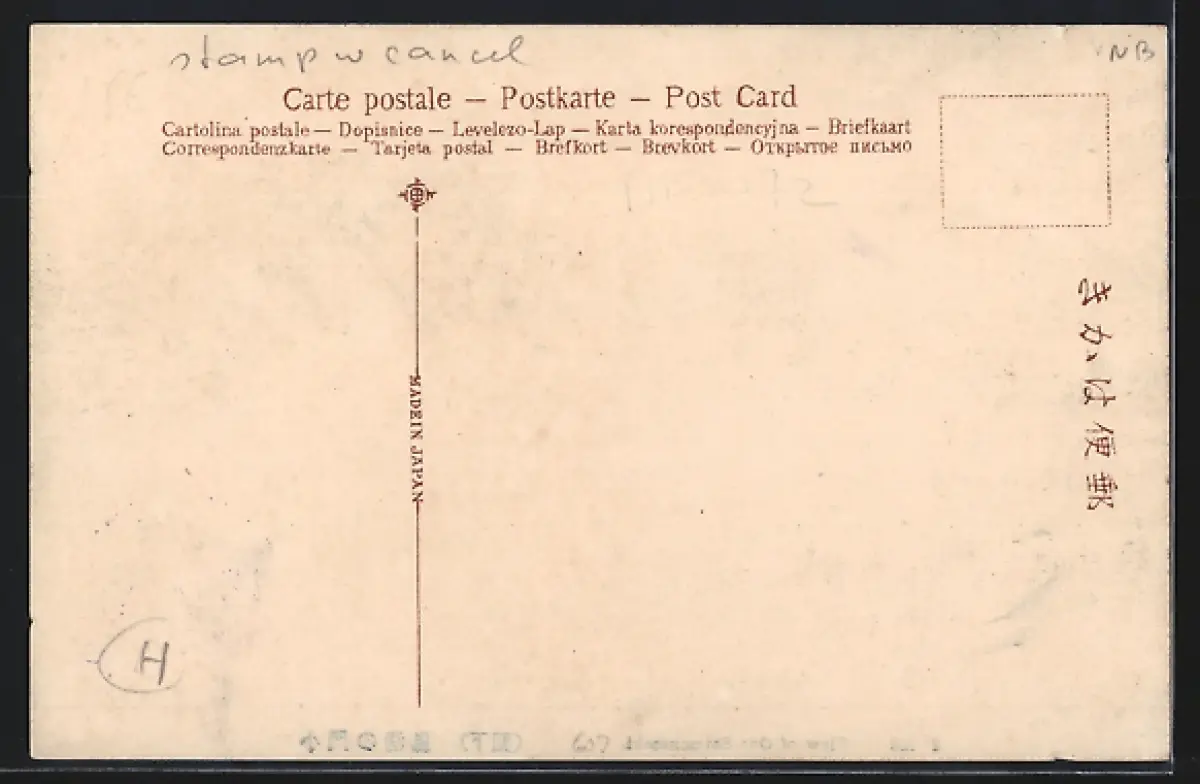 stamp w cancel
NB
Carte postale — Postkarte — Post Card
Cartolina postale — Dopisnice — Levelezo-Lap — Karta korespondencyjna — Briefkaart
Correspondenzkarte — Tarjeta postal — Brefkort — Brevkort — Открытое письмо
MADE IN JAPAN
きかは便郵
H